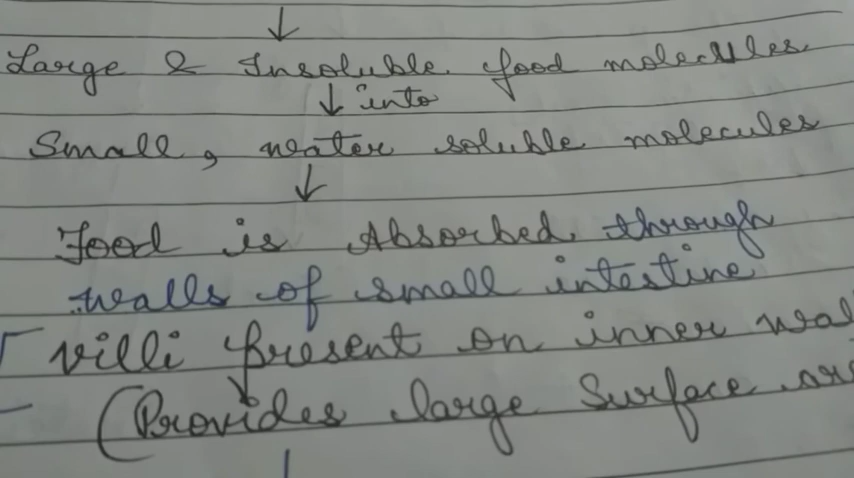 ↓
Large & Insoluble food molecules
↓ into
Small, water soluble molecules
↓
Food is Absorbed through
walls of small intestine
villi present on inner wal
↓
(Provides large Surface ar